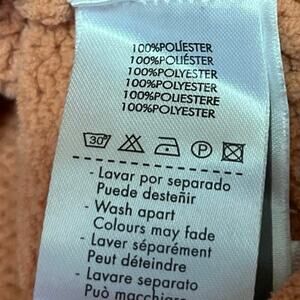 100%POLIESTER
100%POLIÉSTER
100%POLYESTER
100%POLYESTER
100%POLIESTERE
100%POLYESTER
30
P
- Lavar por separado
Puede desteñir
- Wash apart
Colours may fade
- Laver séparément
Peut déteindre
- Lavare separato
Può macchiare